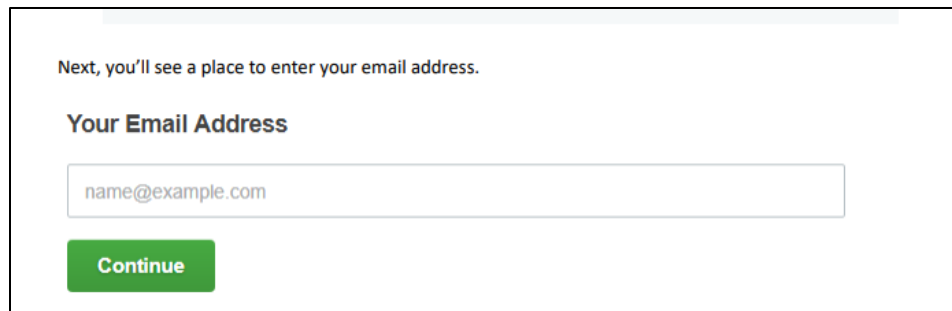 Next, you’ll see a place to enter your email address.
Your Email Address
name@example.com
Continue